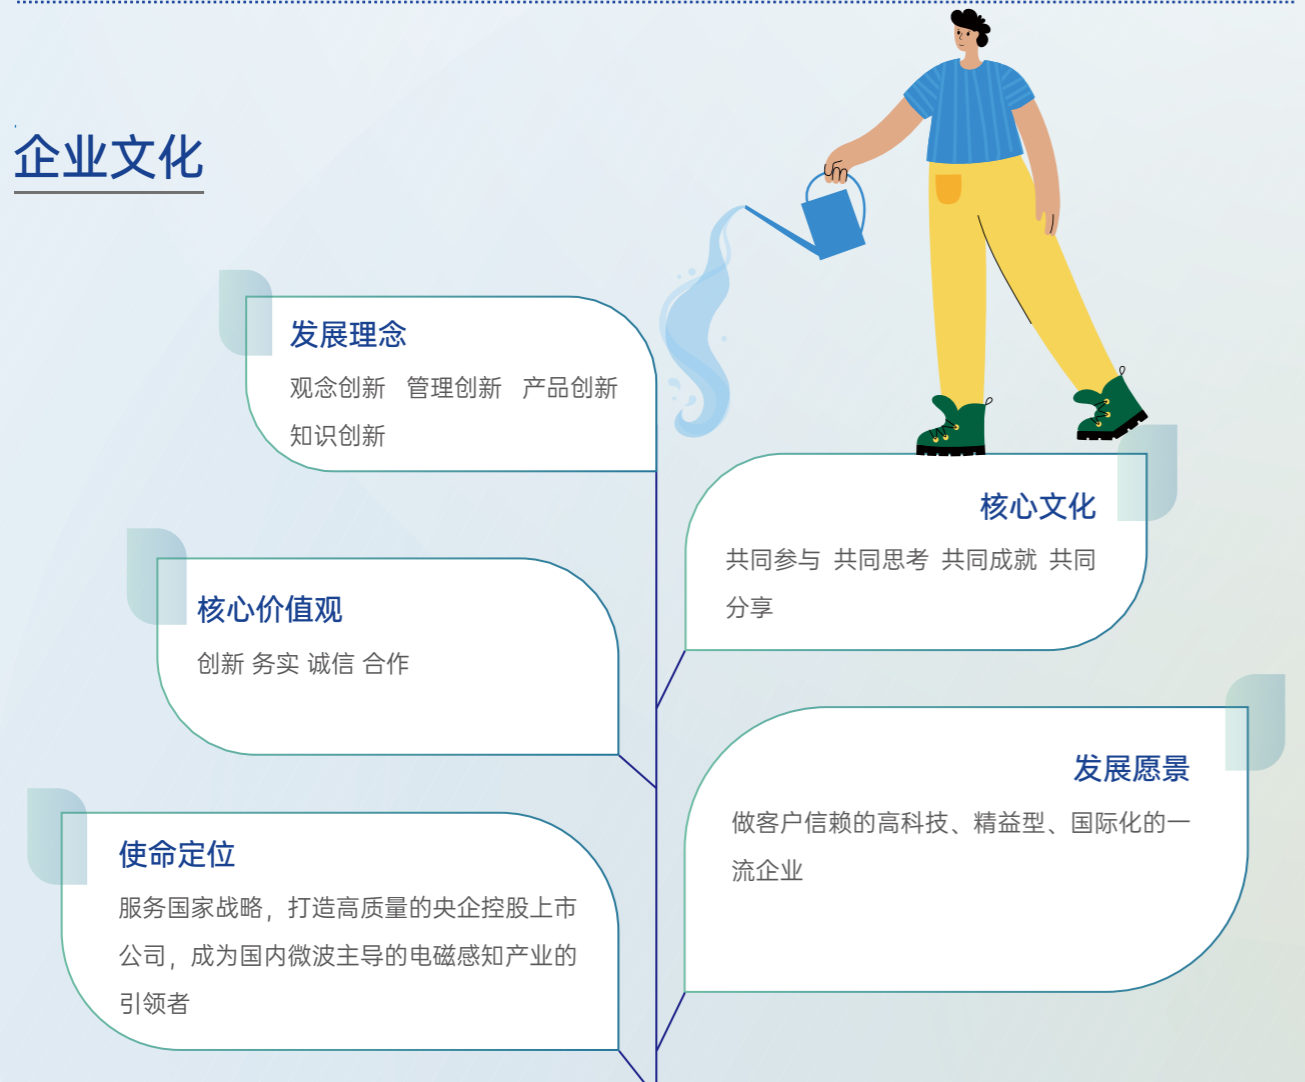 企业文化
发展理念
观念创新 管理创新 产品创新
知识创新
核心文化
共同参与 共同思考 共同成就 共同
分享
核心价值观
创新 务实 诚信 合作
发展愿景
做客户信赖的高科技、精益型、国际化的一
流企业
使命定位
服务国家战略，打造高质量的央企控股上市
公司，成为国内微波主导的电磁感知产业的
引领者